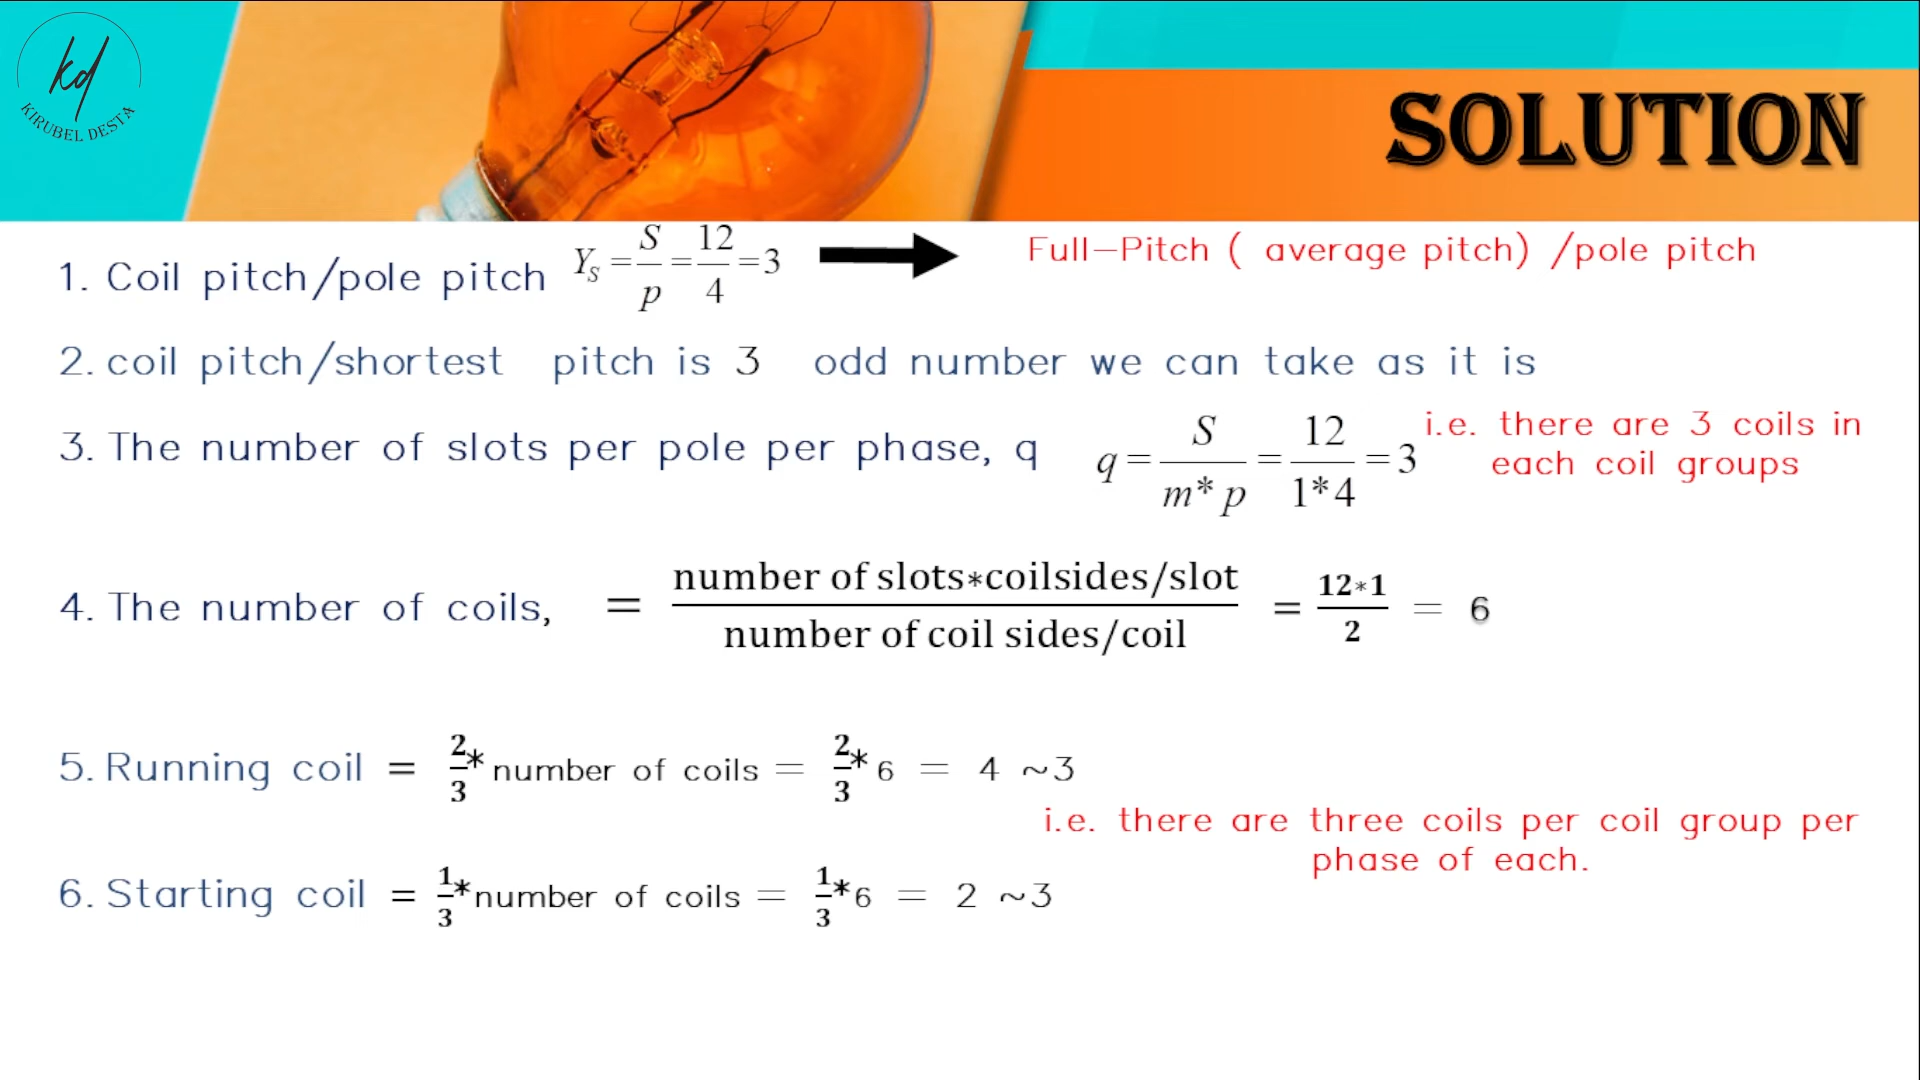 kd
KIRUBEL DESTA
SOLUTION
1. Coil pitch/pole pitch Y_S = S/p = 12/4 = 3 Full-Pitch ( average pitch) /pole pitch
2. coil pitch/shortest pitch is 3 odd number we can take as it is
3. The number of slots per pole per phase, q q = S/m* p = 12/1*4 = 3 i.e. there are 3 coils in
each coil groups
4. The number of coils, = number of slots*coilsides/slot / number of coil sides/coil = 12*1/2 = 6
5. Running coil = 2/3* number of coils = 2/3* 6 = 4 ~3
i.e. there are three coils per coil group per
phase of each.
6. Starting coil = 1/3* number of coils = 1/3* 6 = 2 ~3